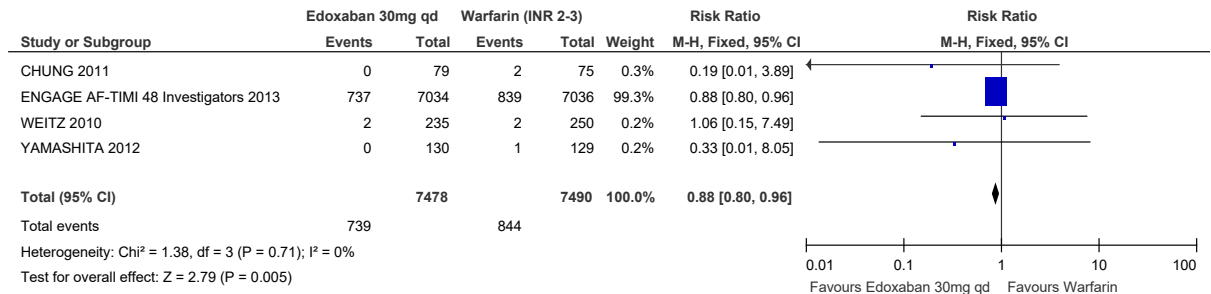 Edoxaban 30mg qd Warfarin (INR 2-3) Risk Ratio Risk Ratio
Study or Subgroup Events Total Events Total Weight M-H, Fixed, 95% CI M-H, Fixed, 95% CI
CHUNG 2011 0 79 2 75 0.3% 0.19 [0.01, 3.89]
ENGAGE AF-TIMI 48 Investigators 2013 737 7034 839 7036 99.3% 0.88 [0.80, 0.96]
WEITZ 2010 2 235 2 250 0.2% 1.06 [0.15, 7.49]
YAMASHITA 2012 0 130 1 129 0.2% 0.33 [0.01, 8.05]
Total (95% CI) 7478 7490 100.0% 0.88 [0.80, 0.96]
Total events 739 844
Heterogeneity: Chi² = 1.38, df = 3 (P = 0.71); I² = 0%
Test for overall effect: Z = 2.79 (P = 0.005)
0.01 0.1 1 10 100
Favours Edoxaban 30mg qd Favours Warfarin